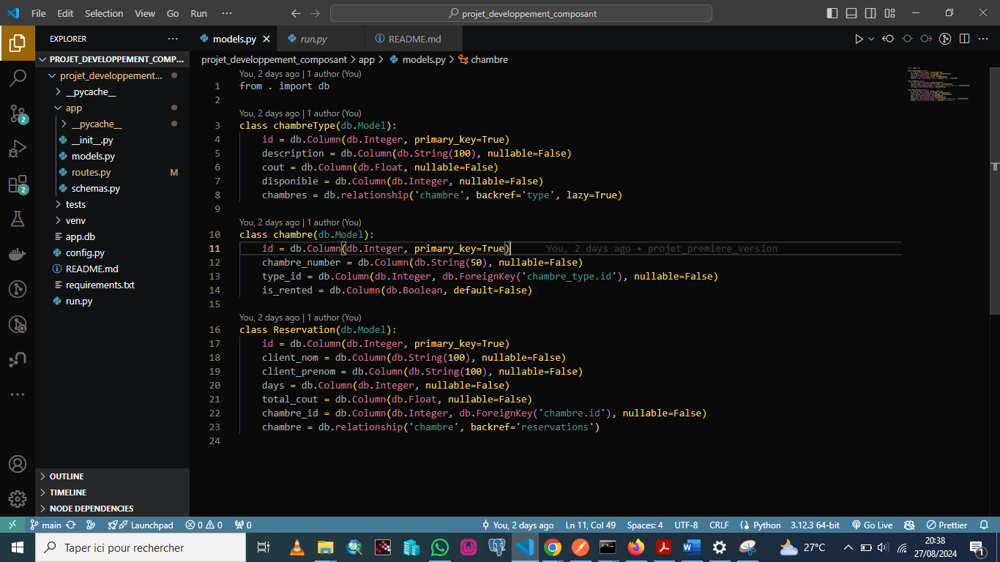 File Edit Selection View Go Run ··· projet_developpement_composant
EXPLORER ···
models.py run.py README.md
PROJET_DEVELOPPEMENT_COMP...
projet_developpement_composant > app > models.py > chambre
projet_developpement...
__pycache__
app
__pycache__
__init__.py
models.py
routes.py M
schemas.py
tests
venv
app.db
config.py
README.md
requirements.txt
run.py
2
2
OUTLINE
TIMELINE
NODE DEPENDENCIES
You, 2 days ago | 1 author (You)
1 from . import db
2
You, 2 days ago | 1 author (You)
3 class chambreType(db.Model):
4 id = db.Column(db.Integer, primary_key=True)
5 description = db.Column(db.String(100), nullable=False)
6 cout = db.Column(db.Float, nullable=False)
7 disponible = db.Column(db.Integer, nullable=False)
8 chambres = db.relationship('chambre', backref='type', lazy=True)
9
You, 2 days ago | 1 author (You)
10 class chambre(db.Model):
11 id = db.Column(db.Integer, primary_key=True) You, 2 days ago • projet_premiere_version
12 chambre_number = db.Column(db.String(50), nullable=False)
13 type_id = db.Column(db.Integer, db.ForeignKey('chambre_type.id'), nullable=False)
14 is_rented = db.Column(db.Boolean, default=False)
15
You, 2 days ago | 1 author (You)
16 class Reservation(db.Model):
17 id = db.Column(db.Integer, primary_key=True)
18 client_nom = db.Column(db.String(100), nullable=False)
19 client_prenom = db.Column(db.String(100), nullable=False)
20 days = db.Column(db.Integer, nullable=False)
21 total_cout = db.Column(db.Float, nullable=False)
22 chambre_id = db.Column(db.Integer, db.ForeignKey('chambre.id'), nullable=False)
23 chambre = db.relationship('chambre', backref='reservations')
24
main Launchpad 0 0 0 You, 2 days ago Ln 11, Col 49 Spaces: 4 UTF-8 CRLF Python 3.12.3 64-bit Go Live Prettier
Taper ici pour rechercher 27°C 20:38
27/08/2024 1